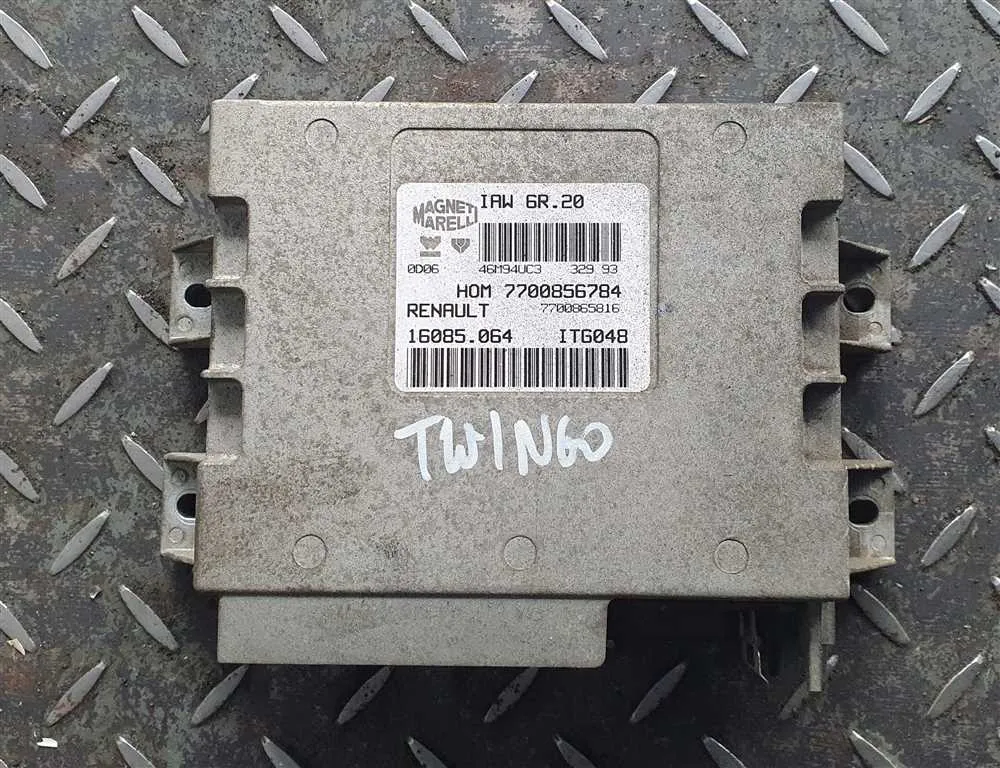 MAGNETI MARELLI
IAW 6R.20
0D06 46M94UC3 329 93
HOM 7700856784
RENAULT 7700865816
16085.064 ITG048
TWINGO